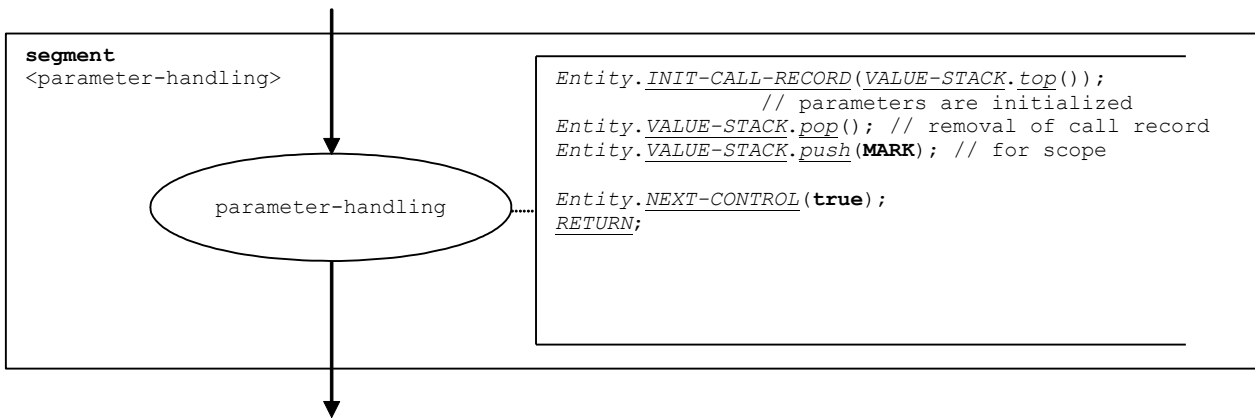 segment
<parameter-handling>
parameter-handling
Entity.INIT-CALL-RECORD(VALUE-STACK.top());
// parameters are initialized
Entity.VALUE-STACK.pop(); // removal of call record
Entity.VALUE-STACK.push(MARK); // for scope
Entity.NEXT-CONTROL(true);
RETURN;